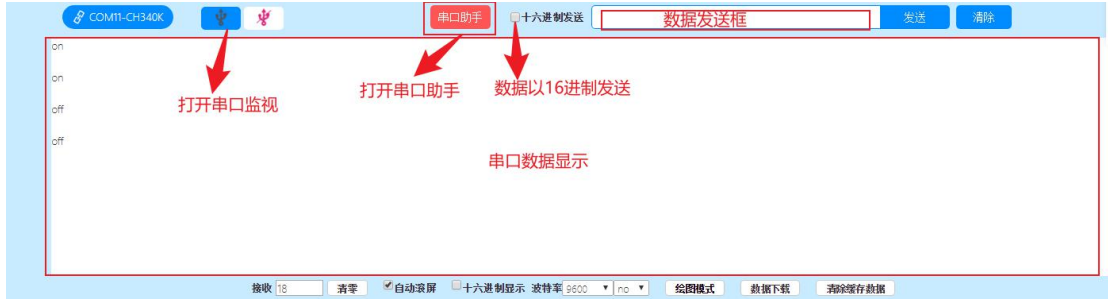 COM11-CH340K 串口助手 十六进制发送 数据发送框 发送 清除
on
on
打开串口助手 数据以16进制发送
打开串口监视
off
off
串口数据显示
接收 18 清零 自动滚屏 十六进制显示 波特率 9600 no 绘图模式 数据下载 清除缓存数据